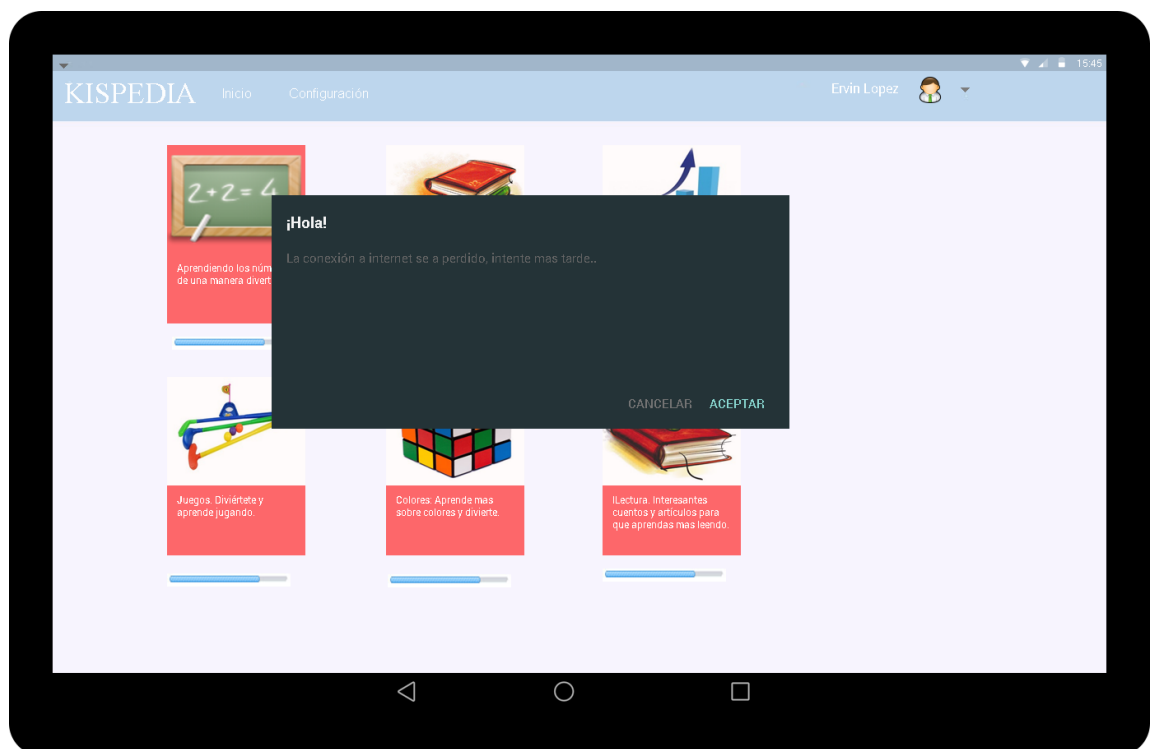 15:45
KISPEDIA
Inicio
Configuración
Ervin Lopez
2+2=4
¡Hola!
La conexión a internet se a perdido, intente mas tarde..
CANCELAR
ACEPTAR
Aprendiendo los núm
de una manera divert
Juegos. Diviértete y
aprende jugando.
Colores: Aprende mas
sobre colores y divierte.
lLectura. Interesantes
cuentos y artículos para
que aprendas mas leendo.